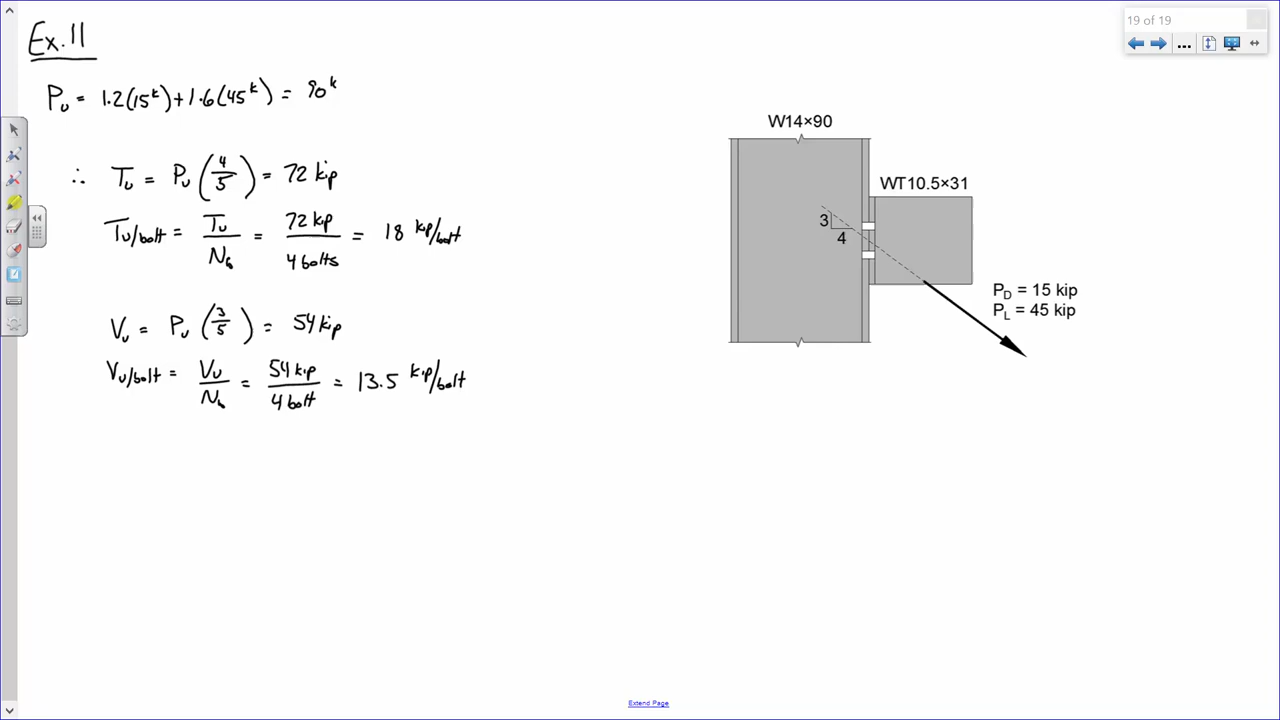 Ex. 11
19 of 19
Pu = 1.2(15ᵏ) + 1.6(45ᵏ) = 90ᵏ
W14×90
∴ Tu = Pu (4/5) = 72 kip
WT10.5×31
Tu/bolt = Tu/Nb = 72 kip/4 bolts = 18 kip/bolt
3
4
PD = 15 kip
PL = 45 kip
Vu = Pu (3/5) = 54 kip
Vu/bolt = Vu/Nb = 54 kip/4 bolt = 13.5 kip/bolt
Extend Page